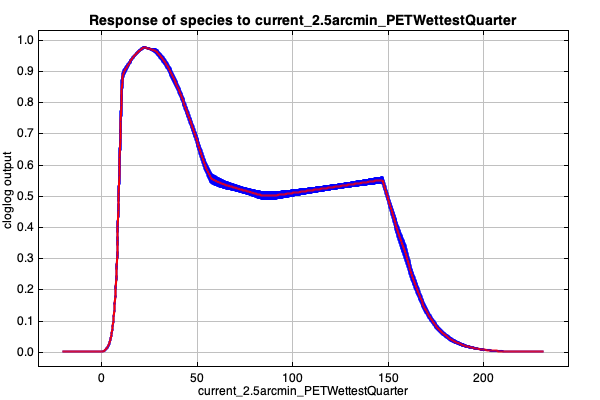 Response of species to current_2.5arcmin_PETWettestQuarter
1.0
0.9
0.8
0.7
0.6
0.5
0.4
0.3
0.2
0.1
0.0
cloglog output
0 50 100 150 200
current_2.5arcmin_PETWettestQuarter